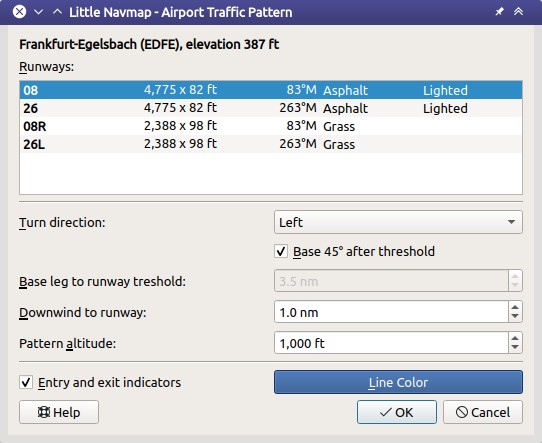 Little Navmap - Airport Traffic Pattern
Frankfurt-Egelsbach (EDFE), elevation 387 ft
Runways:
08 4,775 x 82 ft 83°M Asphalt Lighted
26 4,775 x 82 ft 263°M Asphalt Lighted
08R 2,388 x 98 ft 83°M Grass
26L 2,388 x 98 ft 263°M Grass
Turn direction: Left
Base 45° after threshold
Base leg to runway treshold: 3.5 nm
Downwind to runway: 1.0 nm
Pattern altitude: 1,000 ft
Entry and exit indicators Line Color
Help OK Cancel